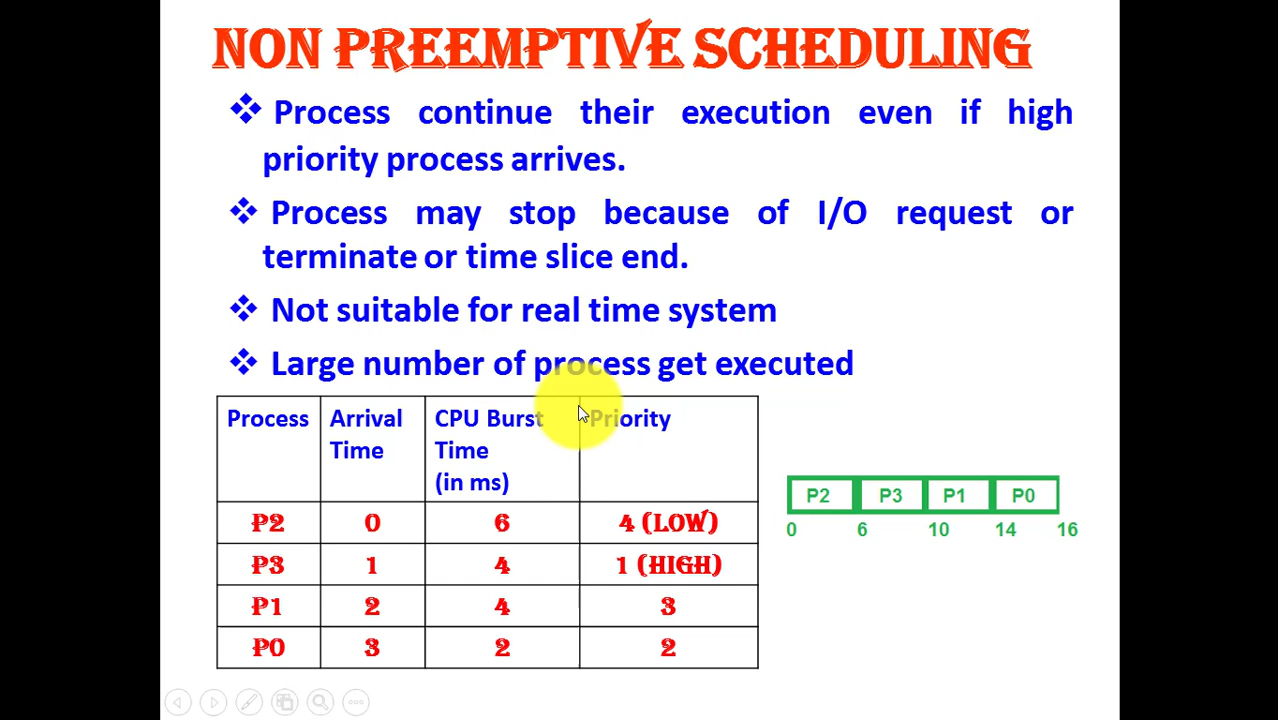 NON PREEMPTIVE SCHEDULING
❖ Process continue their execution even if high
priority process arrives.
❖ Process may stop because of I/O request or
terminate or time slice end.
❖ Not suitable for real time system
❖ Large number of process get executed
Process Arrival Time CPU Burst Time (in ms) Priority
P2 0 6 4 (LOW)
P3 1 4 1 (HIGH)
P1 2 4 3
P0 3 2 2
P2 P3 P1 P0
0 6 10 14 16